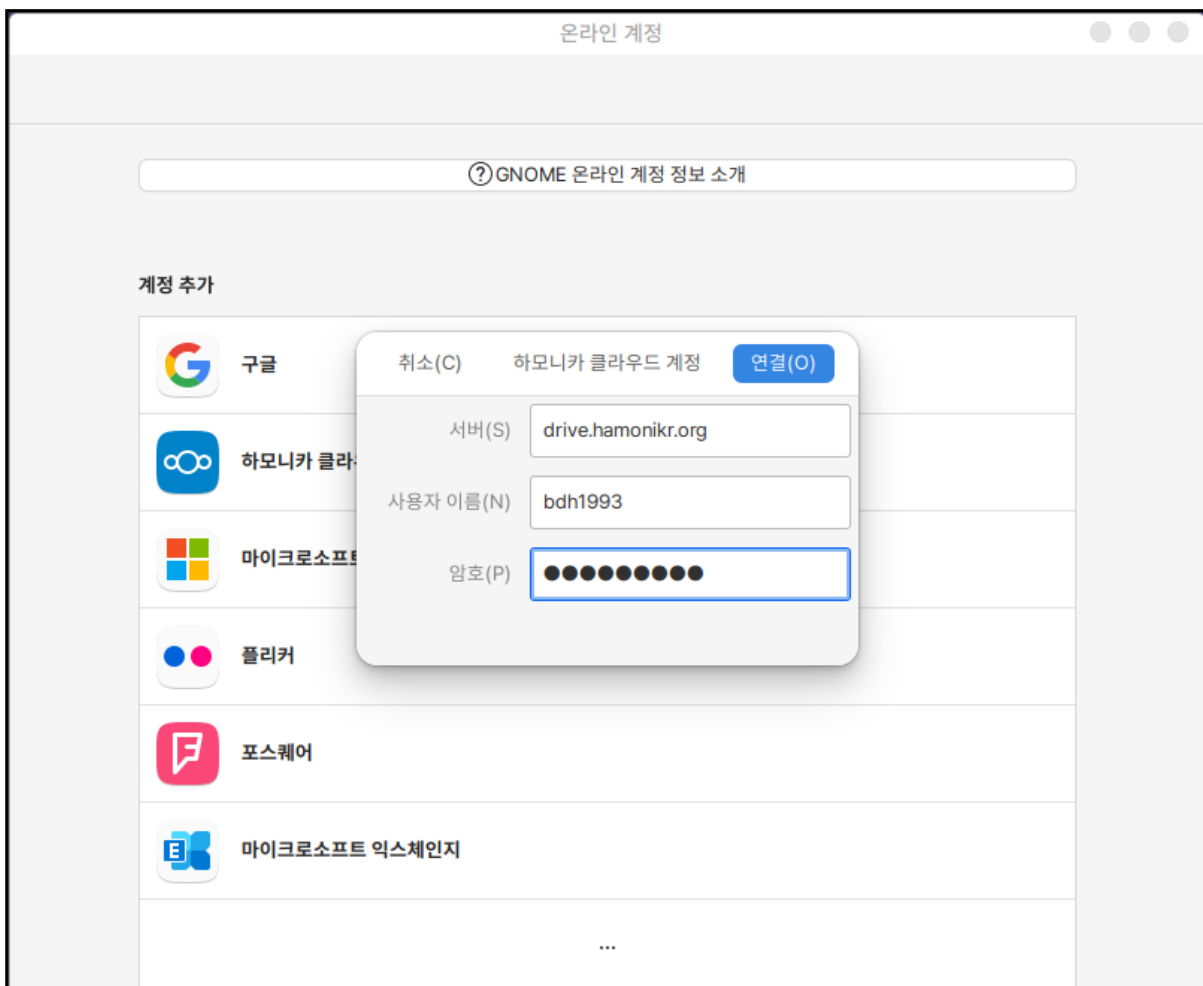 온라인 계정
GNOME 온라인 계정 정보 소개
계정 추가
구글
하모니카
마이크로소프트
플리커
포스퀘어
마이크로소프트 익스체인지
...
취소(C) 하모니카 클라우드 계정 연결(O)
서버(S) drive.hamonikr.org
사용자 이름(N) bdh1993
암호(P) ●●●●●●●●●